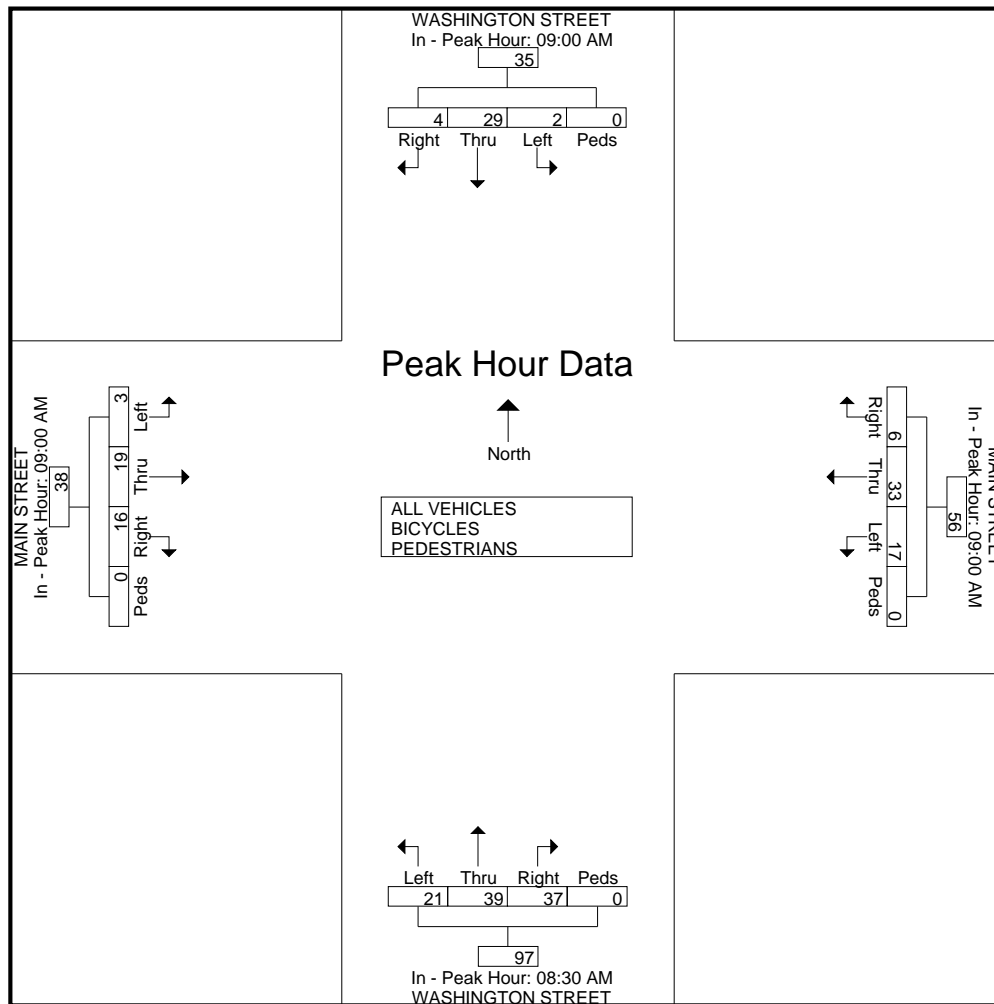 WASHINGTON STREET
In - Peak Hour: 09:00 AM
35
4 29 2 0
Right Thru Left Peds
Peak Hour Data
North
ALL VEHICLES
BICYCLES
PEDESTRIANS
MAIN STREET
In - Peak Hour: 09:00 AM
38
3 19 16 0
Left Thru Right Peds
MAIN STREET
In - Peak Hour: 09:00 AM
56
6 33 17 0
Right Thru Left Peds
Left Thru Right Peds
21 39 37 0
97
In - Peak Hour: 08:30 AM
WASHINGTON STREET